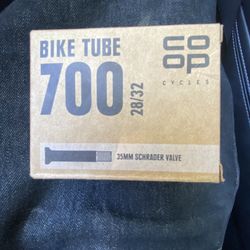 BIKE TUBE
700
28/32
CO
OP
CYCLES
35MM SCHRADER VALVE